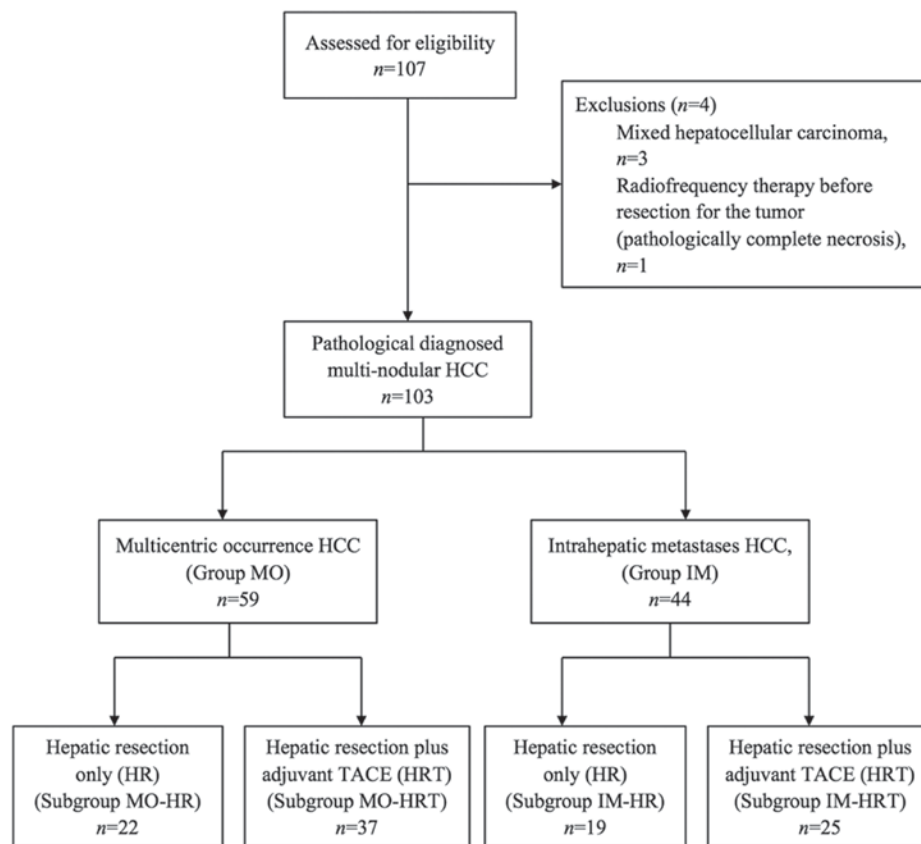 Assessed for eligibility
n=107
Exclusions (n=4)
Mixed hepatocellular carcinoma,
n=3
Radiofrequency therapy before
resection for the tumor
(pathologically complete necrosis),
n=1
Pathological diagnosed
multi-nodular HCC
n=103
Multicentric occurrence HCC
(Group MO)
n=59
Intrahepatic metastases HCC,
(Group IM)
n=44
Hepatic resection
only (HR)
(Subgroup MO-HR)
n=22
Hepatic resection plus
adjuvant TACE (HRT)
(Subgroup MO-HRT)
n=37
Hepatic resection
only (HR)
(Subgroup IM-HR)
n=19
Hepatic resection plus
adjuvant TACE (HRT)
(Subgroup IM-HRT)
n=25